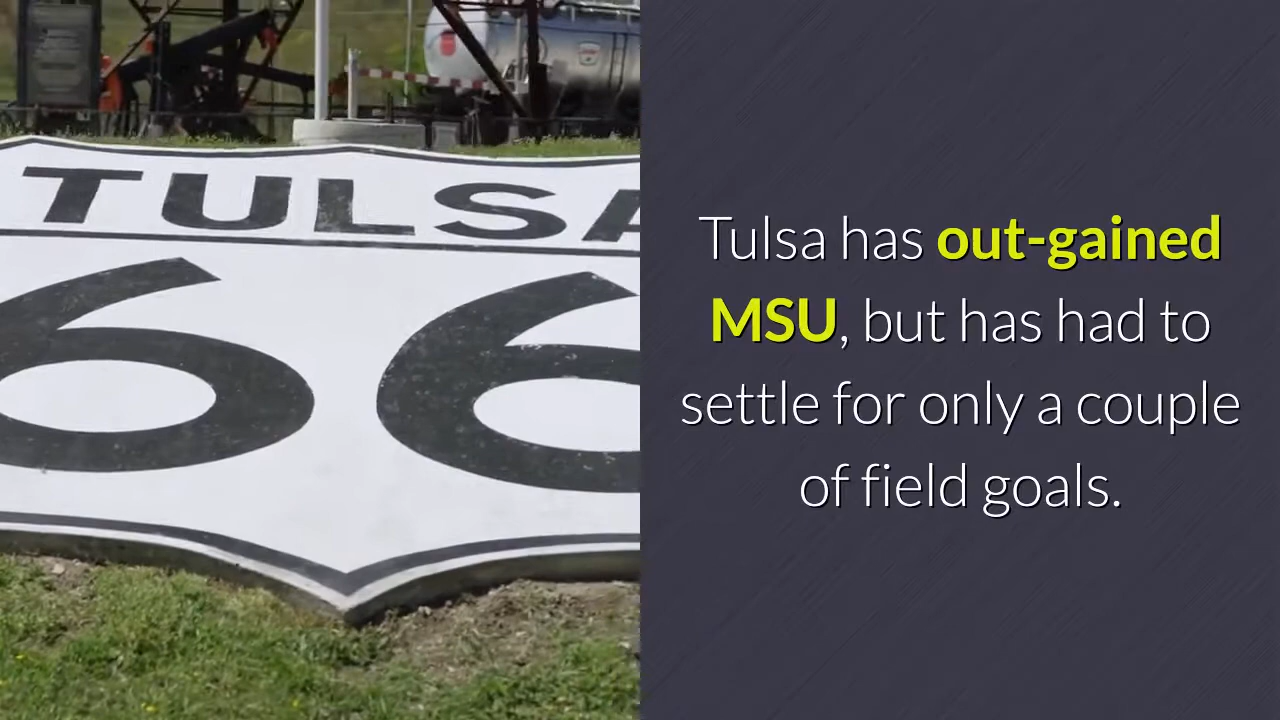 TULSA
66
Tulsa has out-gained
MSU, but has had to
settle for only a couple
of field goals.